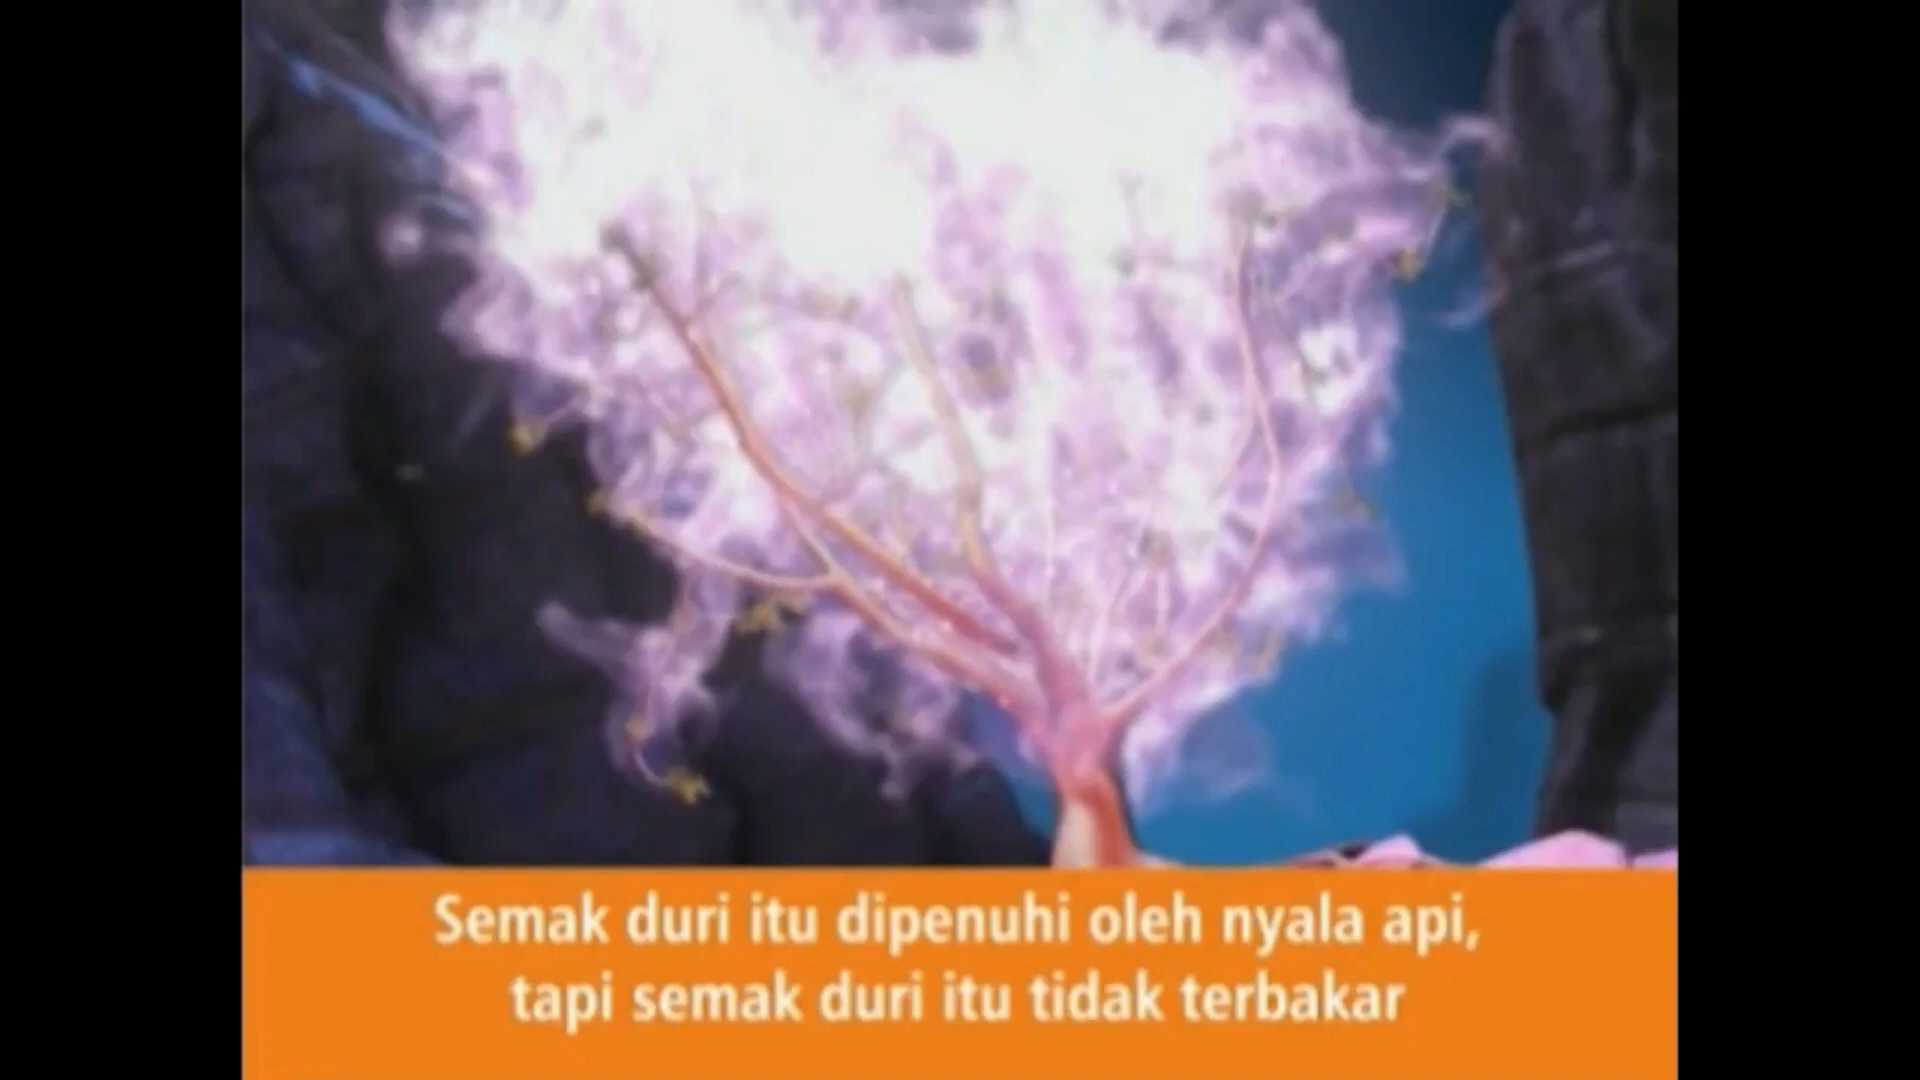 Semak duri itu dipenuhi oleh nyala api,
tapi semak duri itu tidak terbakar